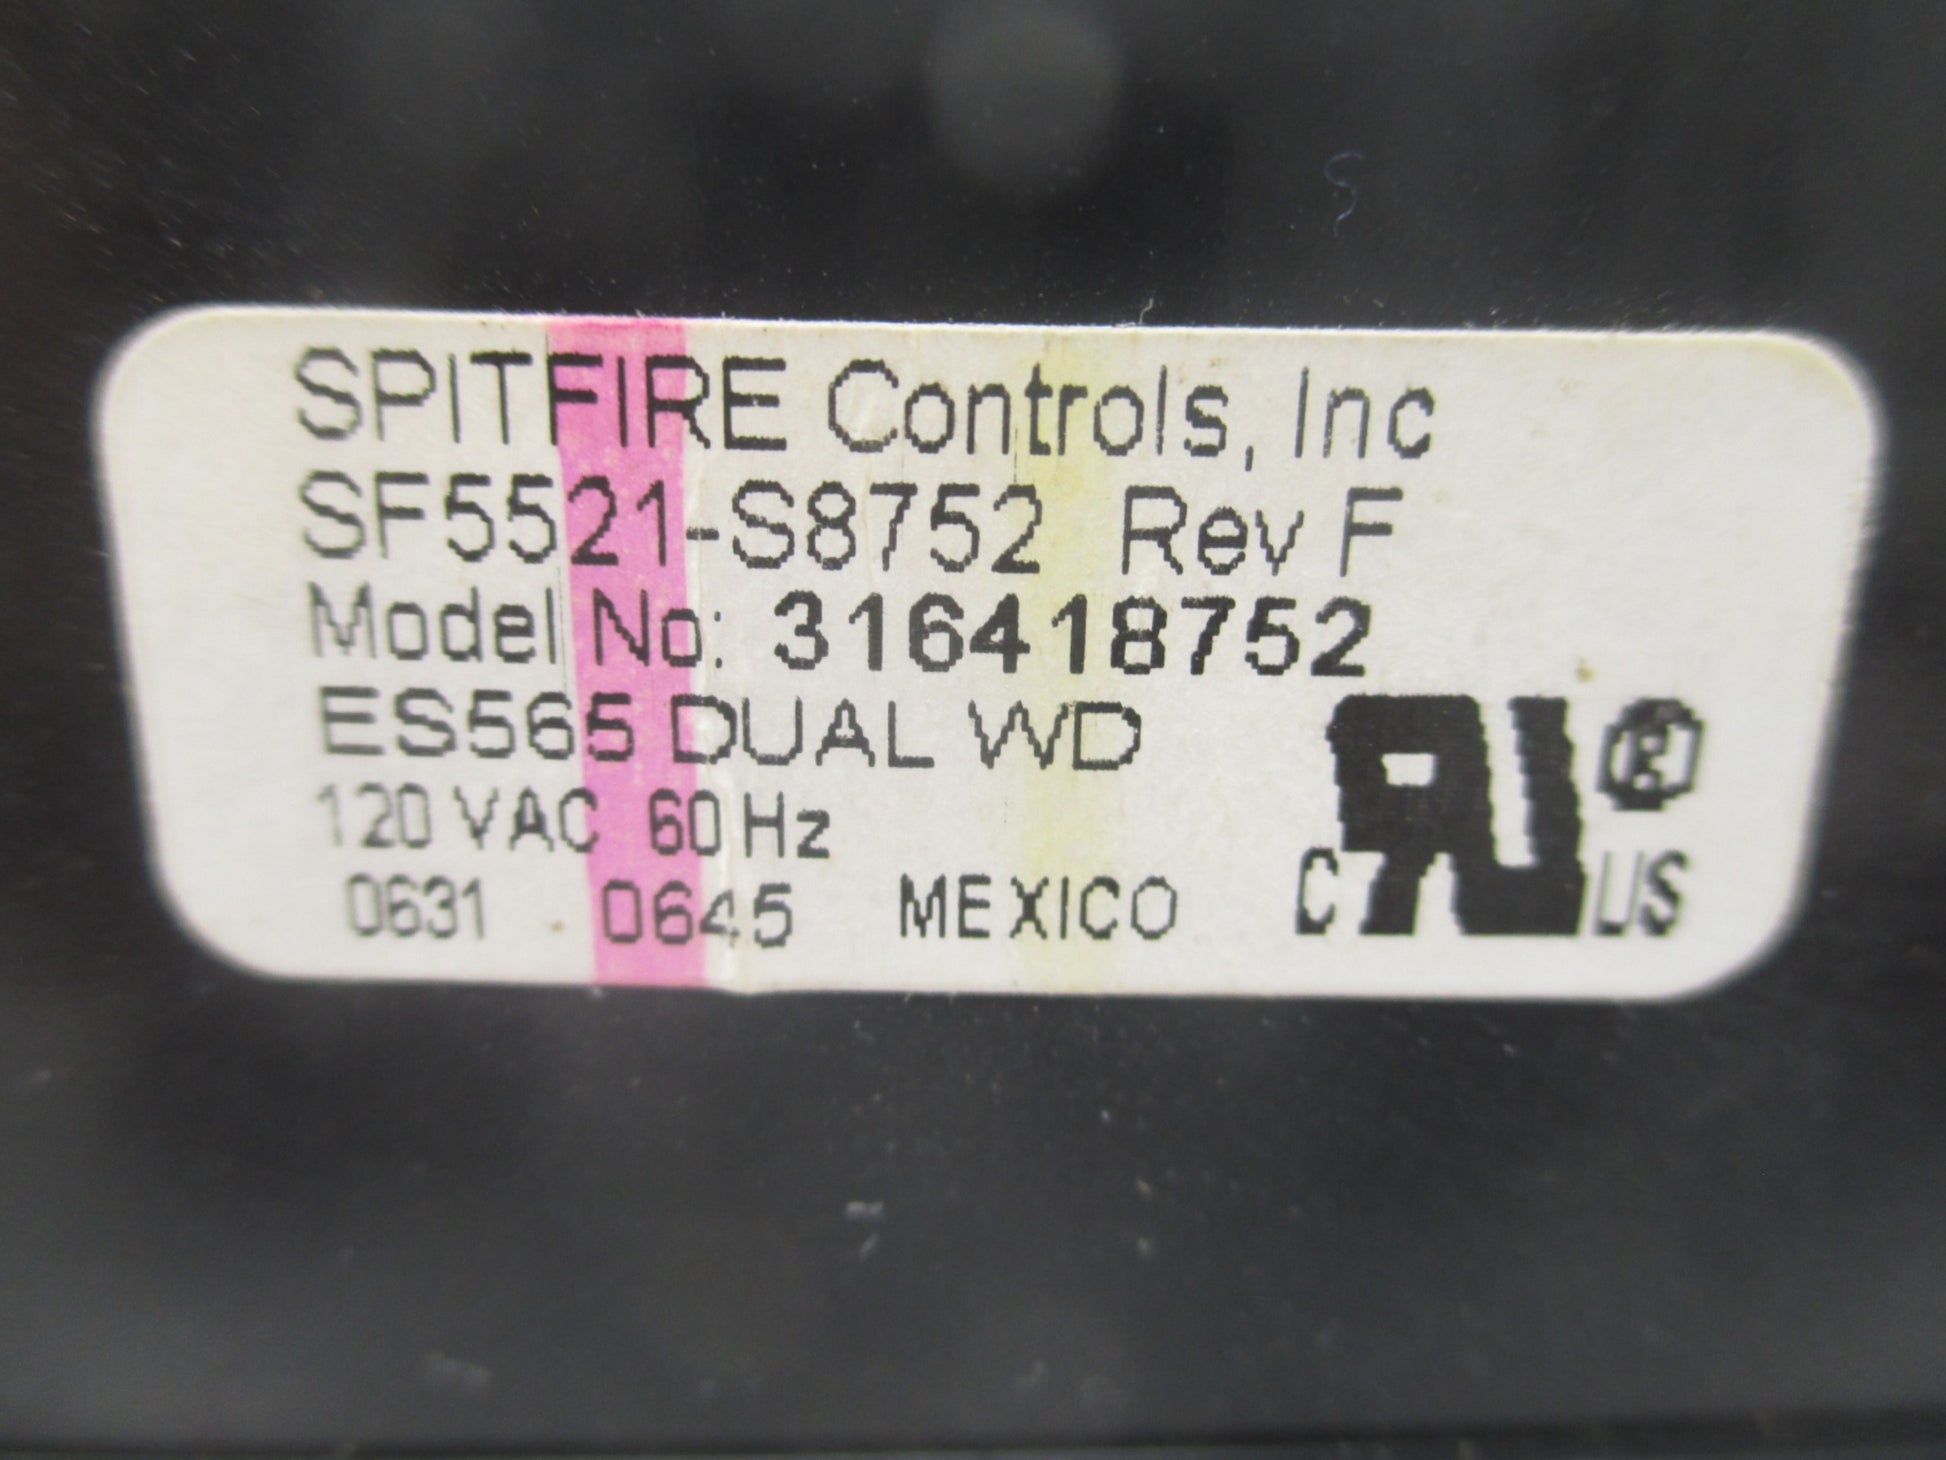 SPITFIRE Controls, Inc
SF5521-S8752 Rev F
Model No: 316418752
ES565 DUAL WD
120 VAC 60 Hz
0631 0645 MEXICO
C RU US ®